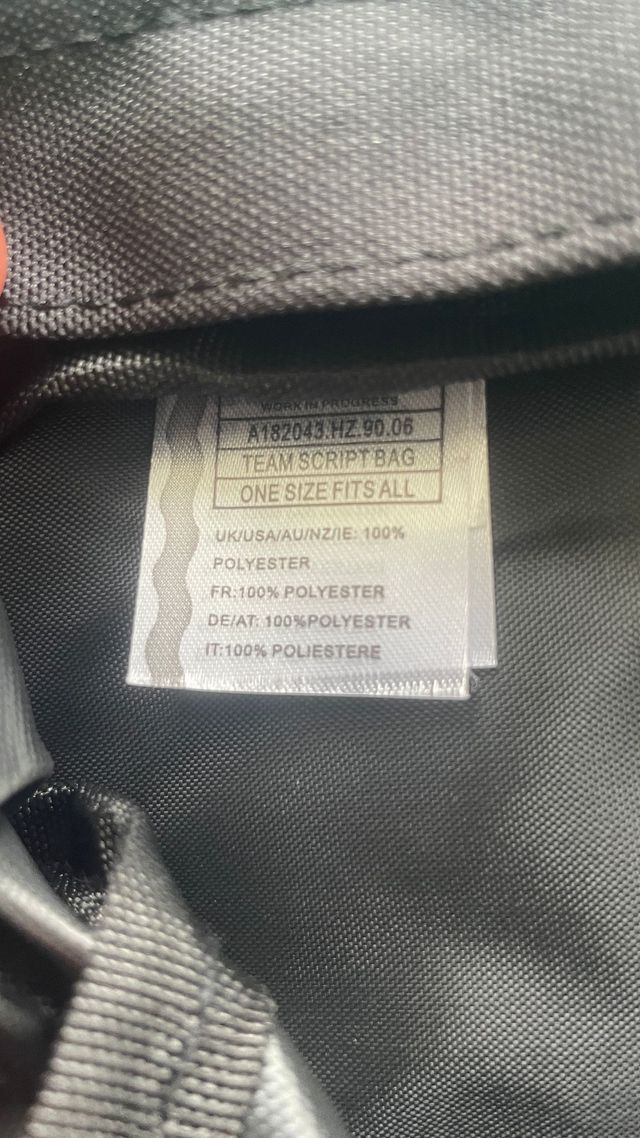 WORK IN PROGRESS
A182043.HZ.90.06
TEAM SCRIPT BAG
ONE SIZE FITS ALL
UK/USA/AU/NZ/IE: 100%
POLYESTER
FR:100% POLYESTER
DE/AT: 100%POLYESTER
IT:100% POLIESTERE